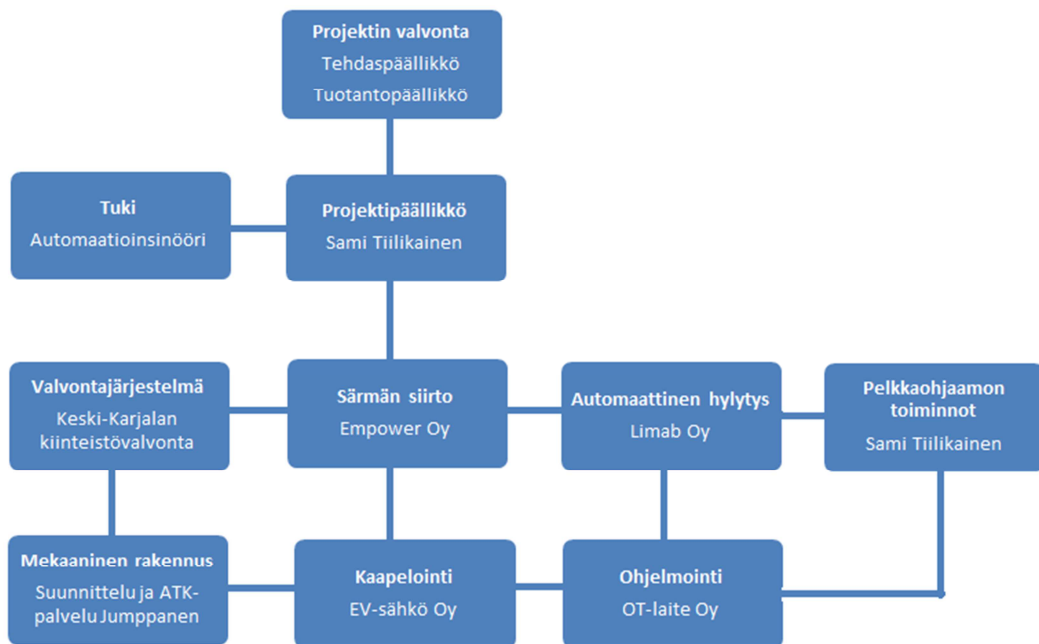 Projektin valvonta
Tehdaspäällikkö
Tuotantopäällikkö
Tuki
Automaatioinsinööri
Projektipäällikkö
Sami Tiilikainen
Valvontajärjestelmä
Keski-Karjalan
kiinteistövalvonta
Särmän siirto
Empower Oy
Automaattinen hylytys
Limab Oy
Pelkkaohjaamon
toiminnot
Sami Tiilikainen
Mekaaninen rakennus
Suunnittelu ja ATK-
palvelu Jumppanen
Kaapelointi
EV-sähkö Oy
Ohjelmointi
OT-laite Oy